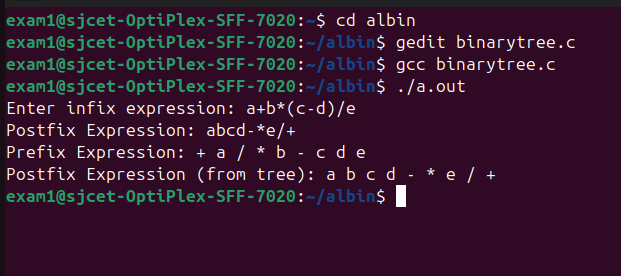 exam1@sjcet-OptiPlex-SFF-7020:~$ cd albin
exam1@sjcet-OptiPlex-SFF-7020:~/albin$ gedit binarytree.c
exam1@sjcet-OptiPlex-SFF-7020:~/albin$ gcc binarytree.c
exam1@sjcet-OptiPlex-SFF-7020:~/albin$ ./a.out
Enter infix expression: a+b*(c-d)/e
Postfix Expression: abcd-*e/+
Prefix Expression: + a / * b - c d e
Postfix Expression (from tree): a b c d - * e / +
exam1@sjcet-OptiPlex-SFF-7020:~/albin$